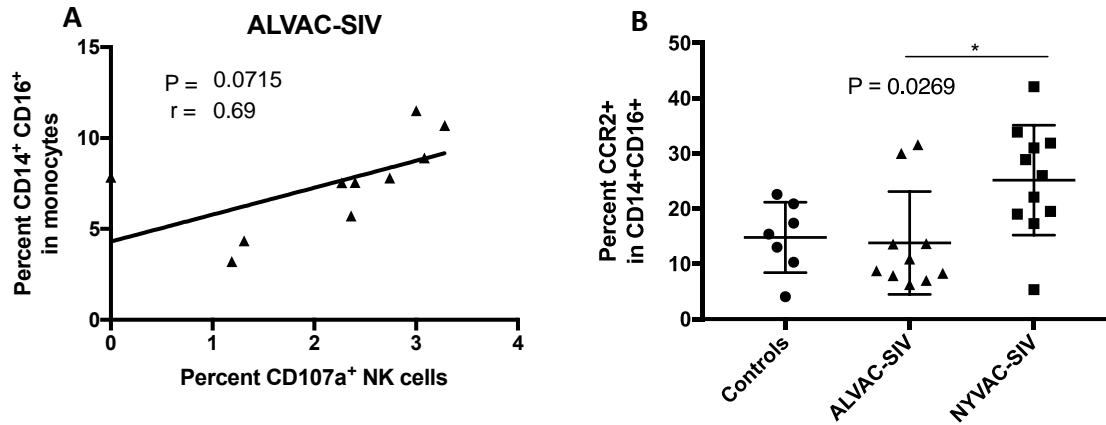 A
ALVAC-SIV
P = 0.0715
r = 0.69
Percent CD14+ CD16+
in monocytes
15
10
5
0
0 1 2 3 4
Percent CD107a+ NK cells
B
*
P = 0.0269
Percent CCR2+
in CD14+CD16+
50
40
30
20
10
0
Controls
ALVAC-SIV
NYVAC-SIV